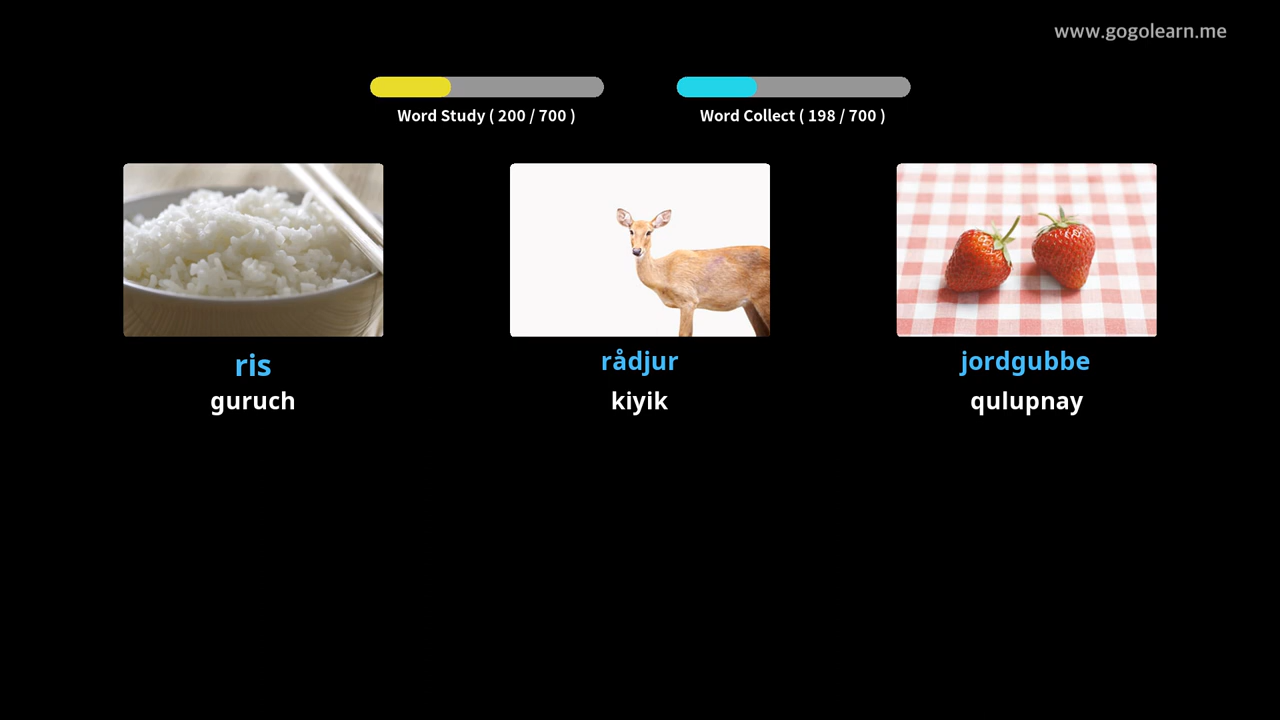 www.gogolearn.me
Word Study ( 200 / 700 )
Word Collect ( 198 / 700 )
ris
rådjur
jordgubbe
guruch
kiyik
qulupnay